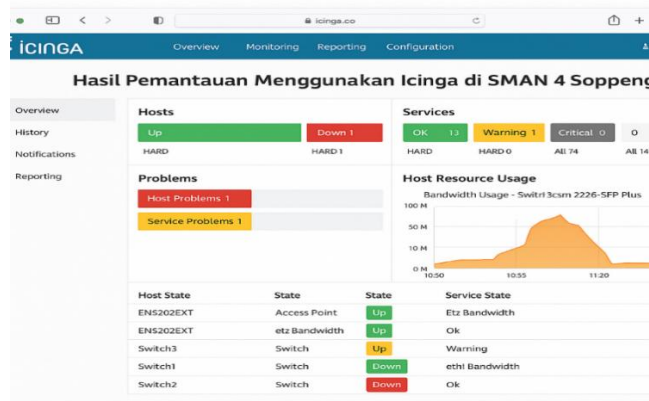 icinga.co
iCINGA Overview Monitoring Reporting Configuration
Hasil Pemantauan Menggunakan Icinga di SMAN 4 Soppeng
Overview
History
Notifications
Reporting
Hosts
Up Down 1
HARD HARD 1
Services
OK 13 Warning 1 Critical 0 0
HARD HARD 0 All 74 All 14
Problems
Host Problems 1
Service Problems 1
Host Resource Usage
Bandwidth Usage - Switrl 3csm 2226-SFP Plus
100 M
50 M
10 M
0 M
10:50 10:55 11:20
Host State State State Service State
ENS202EXT Access Point Up Etz Bandwidth
ENS202EXT etz Bandwidth Up Ok
Switch3 Switch Up Warning
Switch1 Switch Down ethl Bandwidth
Switch2 Switch Down Ok